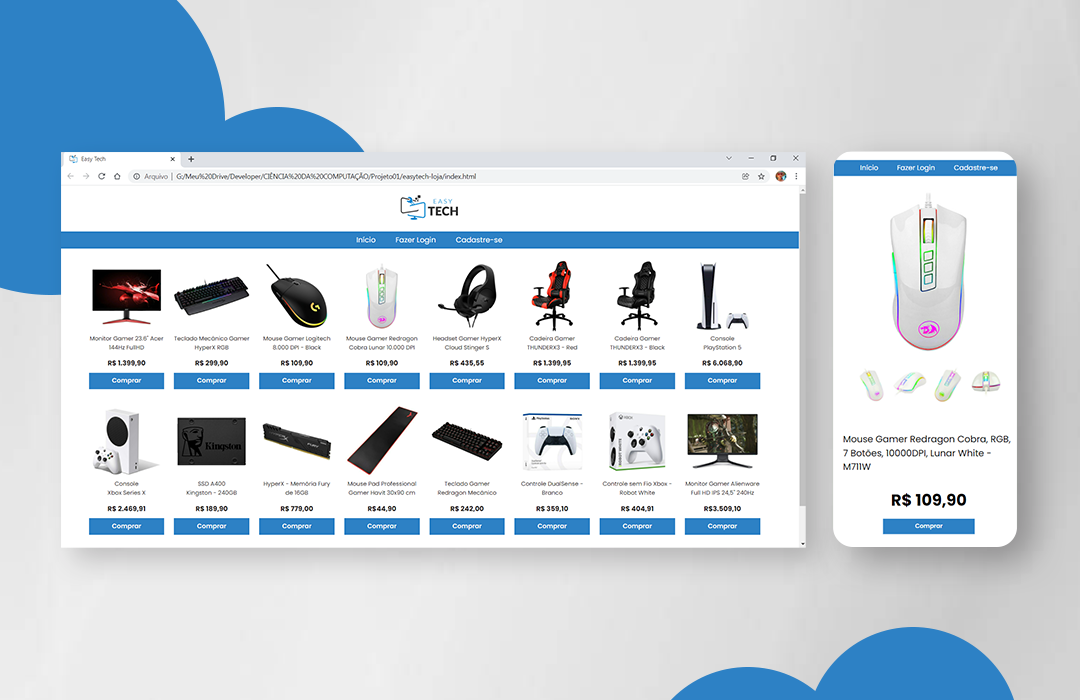 Easy Tech
Arquivo | G:/Meu%20Drive/Developer/CIÊNCIA%20DA%20COMPUTAÇÃO/Projeto01/easytech-loja/index.html
EASY
TECH
Início Fazer Login Cadastre-se
Monitor Gamer 23.6" Acer
144Hz FullHD
R$ 1.399,90
Comprar
Teclado Mecânico Gamer
HyperX RGB
R$ 299,90
Comprar
Mouse Gamer Logitech
8.000 DPI - Black
R$ 109,90
Comprar
Mouse Gamer Redragon
Cobra Lunar 10.000 DPI
R$ 109,90
Comprar
Headset Gamer HyperX
Cloud Stinger S
R$ 435,55
Comprar
Cadeira Gamer
THUNDERX3 - Red
R$ 1.399,95
Comprar
Cadeira Gamer
THUNDERX3 - Black
R$ 1.399,95
Comprar
Console
PlayStation 5
R$ 6.068,90
Comprar
Console
Xbox Series X
R$ 2.469,91
Comprar
Kingston
SSD A400
Kingston - 240GB
R$ 189,90
Comprar
HyperX - Memória Fury
de 16GB
R$ 779,00
Comprar
Mouse Pad Professional
Gamer Havit 30x90 cm
R$44,90
Comprar
Teclado Gamer
Redragon Mecânico
R$ 242,00
Comprar
Controle DualSense -
Branco
R$ 359,10
Comprar
XBOX
ROBOT WHITE
Controle sem Fio Xbox -
Robot White
R$ 404,91
Comprar
Monitor Gamer Alienware
Full HD IPS 24,5" 240Hz
R$3.509,10
Comprar
Início Fazer Login Cadastre-se
Mouse Gamer Redragon Cobra, RGB,
7 Botões, 10000DPI, Lunar White -
M711W
R$ 109,90
Comprar